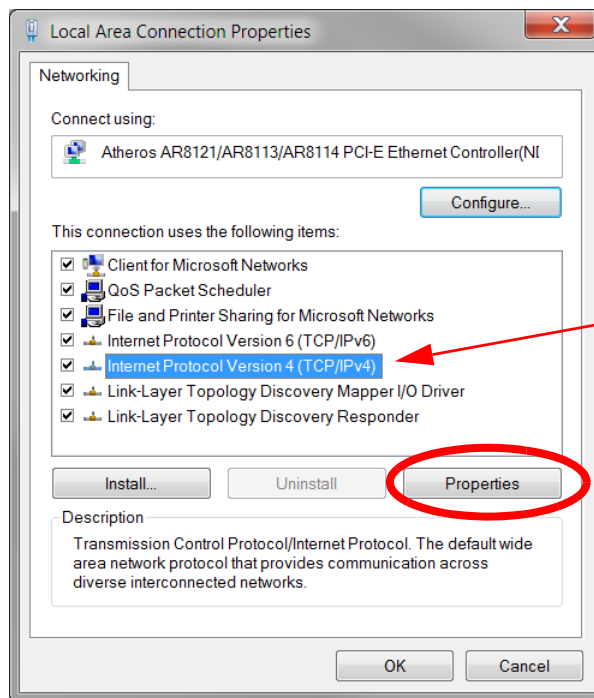 Local Area Connection Properties
Networking
Connect using:
Atheros AR8121/AR8113/AR8114 PCI-E Ethernet Controller(NI
Configure...
This connection uses the following items:
Client for Microsoft Networks
QoS Packet Scheduler
File and Printer Sharing for Microsoft Networks
Internet Protocol Version 6 (TCP/IPv6)
Internet Protocol Version 4 (TCP/IPv4)
Link-Layer Topology Discovery Mapper I/O Driver
Link-Layer Topology Discovery Responder
Install... Uninstall Properties
Description
Transmission Control Protocol/Internet Protocol. The default wide
area network protocol that provides communication across
diverse interconnected networks.
OK Cancel